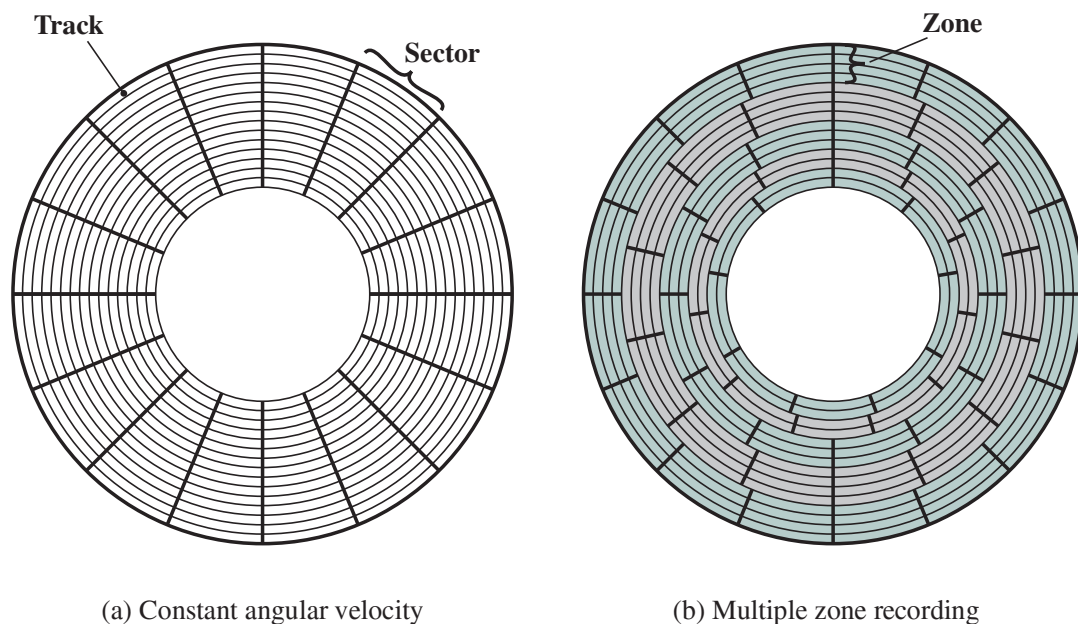 Track
Sector
Zone
(a) Constant angular velocity
(b) Multiple zone recording